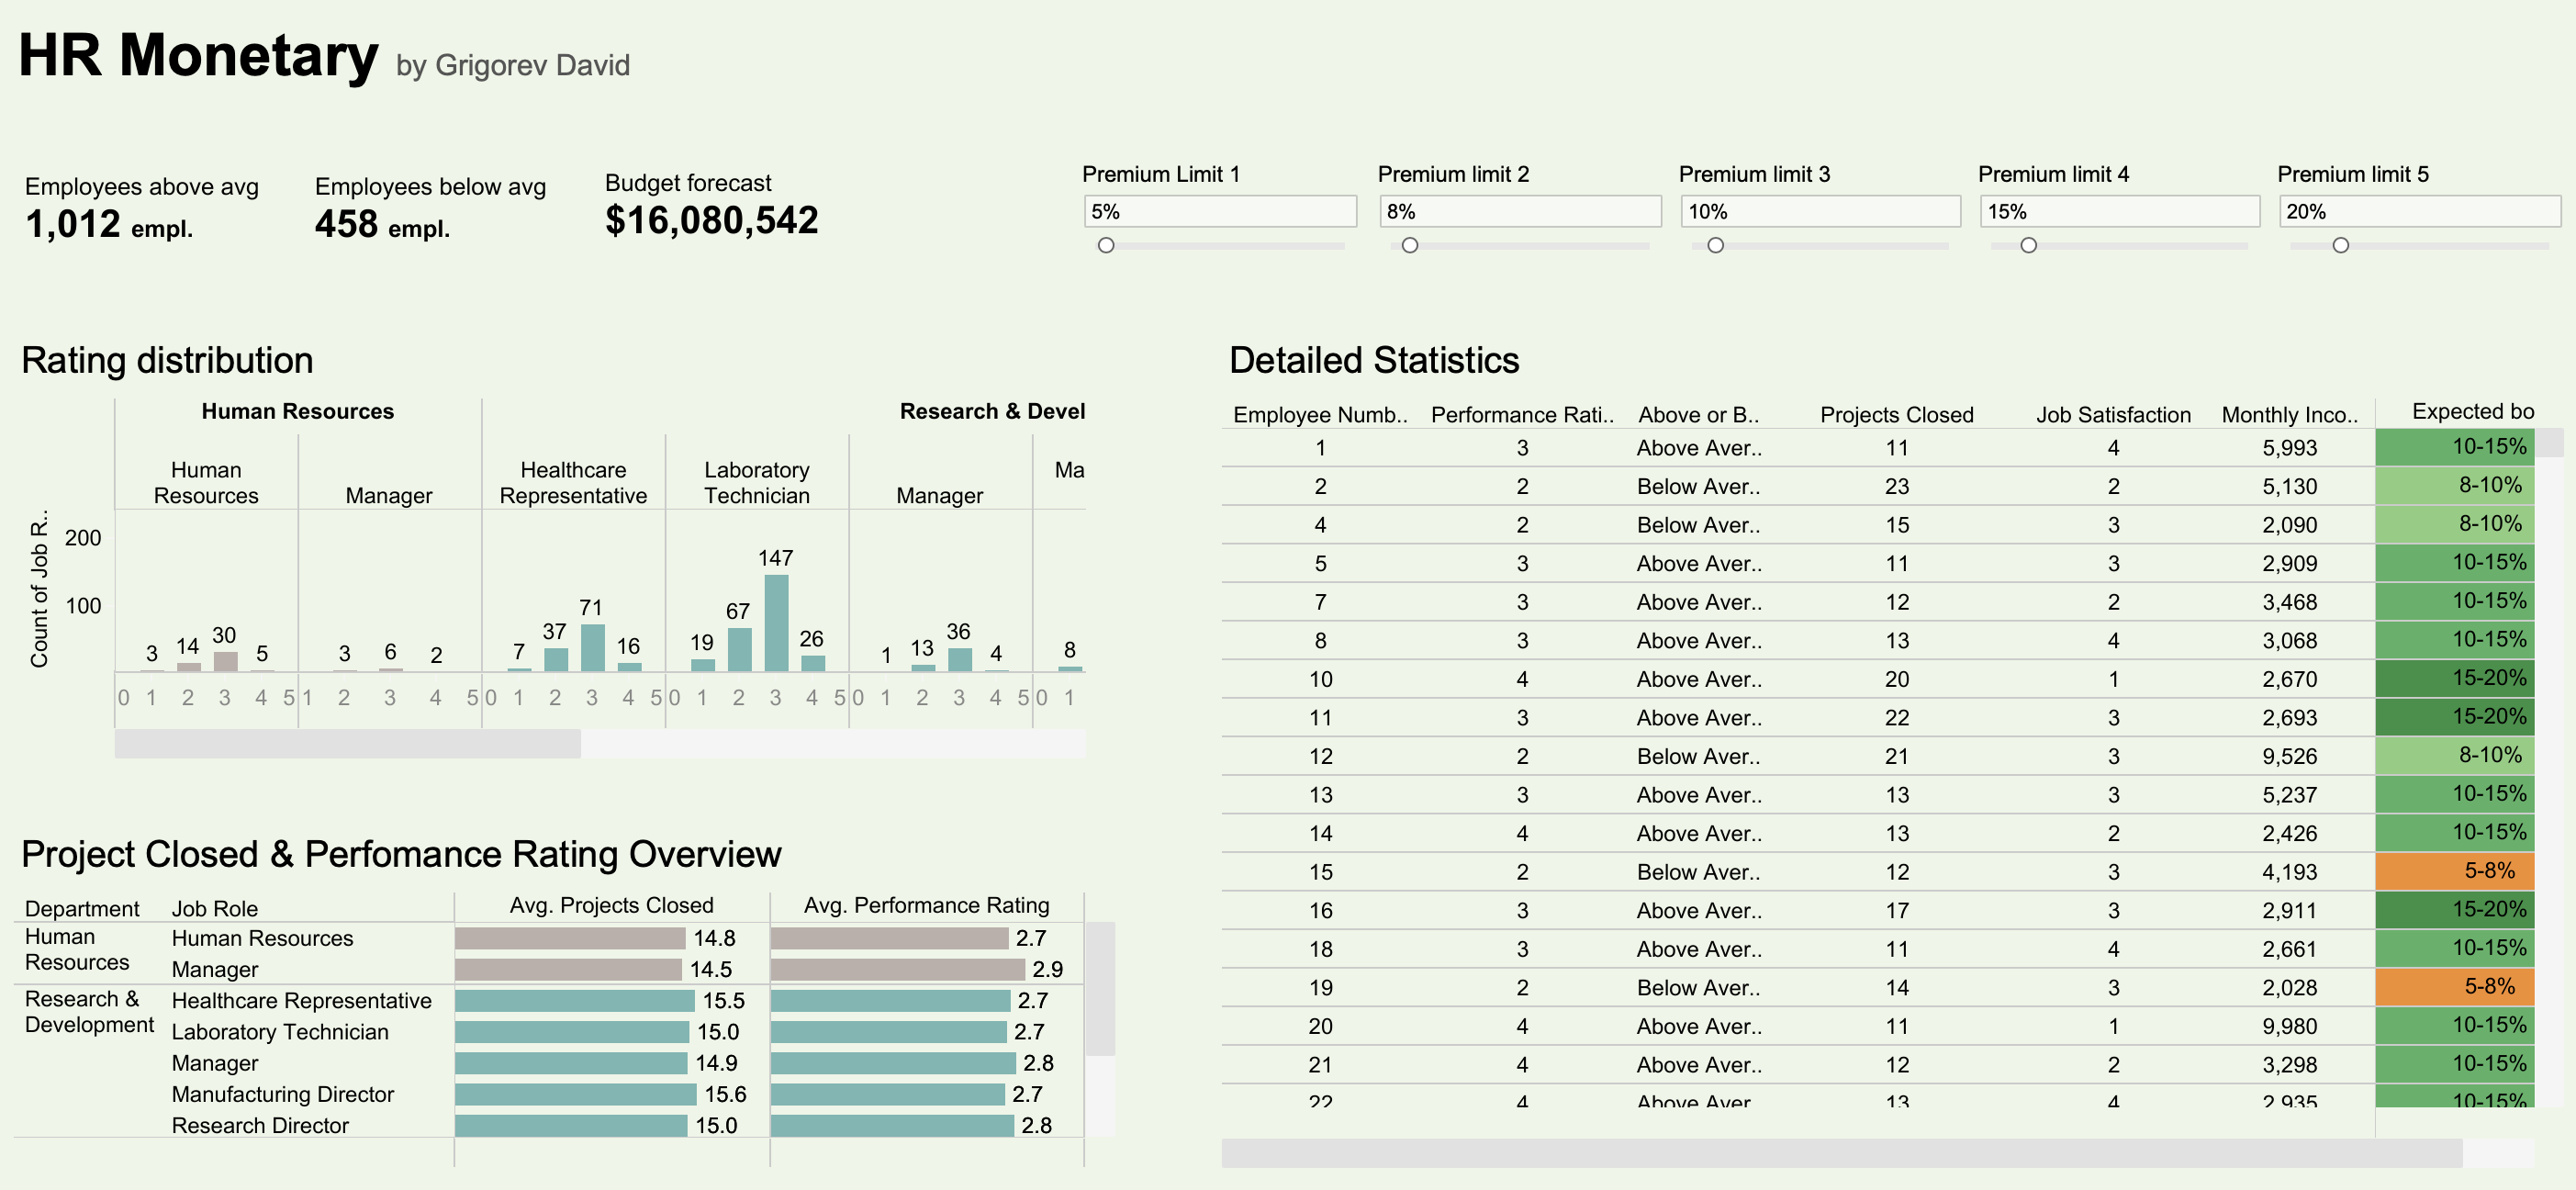 HR Monetary by Grigorev David
Employees above avg
1,012 empl.
Employees below avg
458 empl.
Budget forecast
$16,080,542
Premium Limit 1
5%
Premium limit 2
8%
Premium limit 3
10%
Premium limit 4
15%
Premium limit 5
20%
Rating distribution
Human Resources
Research & Devel
Human
Resources
Manager
Healthcare
Representative
Laboratory
Technician
Manager
Ma
Count of Job R..
200
100
3 14 30 5
3 6 2
7 37 71 16
19 67 147 26
1 13 36 4
8
0 1 2 3 4 5
1 2 3 4 5
0 1 2 3 4 5
0 1 2 3 4 5
0 1 2 3 4 5
0 1
Project Closed & Perfomance Rating Overview
Department Job Role Avg. Projects Closed Avg. Performance Rating
Human
Resources
Human Resources 14.8 2.7
Manager 14.5 2.9
Research &
Development
Healthcare Representative 15.5 2.7
Laboratory Technician 15.0 2.7
Manager 14.9 2.8
Manufacturing Director 15.6 2.7
Research Director 15.0 2.8
Detailed Statistics
Employee Numb.. Performance Rati.. Above or B.. Projects Closed Job Satisfaction Monthly Inco.. Expected bo
1 3 Above Aver.. 11 4 5,993 10-15%
2 2 Below Aver.. 23 2 5,130 8-10%
4 2 Below Aver.. 15 3 2,090 8-10%
5 3 Above Aver.. 11 3 2,909 10-15%
7 3 Above Aver.. 12 2 3,468 10-15%
8 3 Above Aver.. 13 4 3,068 10-15%
10 4 Above Aver.. 20 1 2,670 15-20%
11 3 Above Aver.. 22 3 2,693 15-20%
12 2 Below Aver.. 21 3 9,526 8-10%
13 3 Above Aver.. 13 3 5,237 10-15%
14 4 Above Aver.. 13 2 2,426 10-15%
15 2 Below Aver.. 12 3 4,193 5-8%
16 3 Above Aver.. 17 3 2,911 15-20%
18 3 Above Aver.. 11 4 2,661 10-15%
19 2 Below Aver.. 14 3 2,028 5-8%
20 4 Above Aver.. 11 1 9,980 10-15%
21 4 Above Aver.. 12 2 3,298 10-15%
22 4 Above Aver 13 4 2,935 10-15%